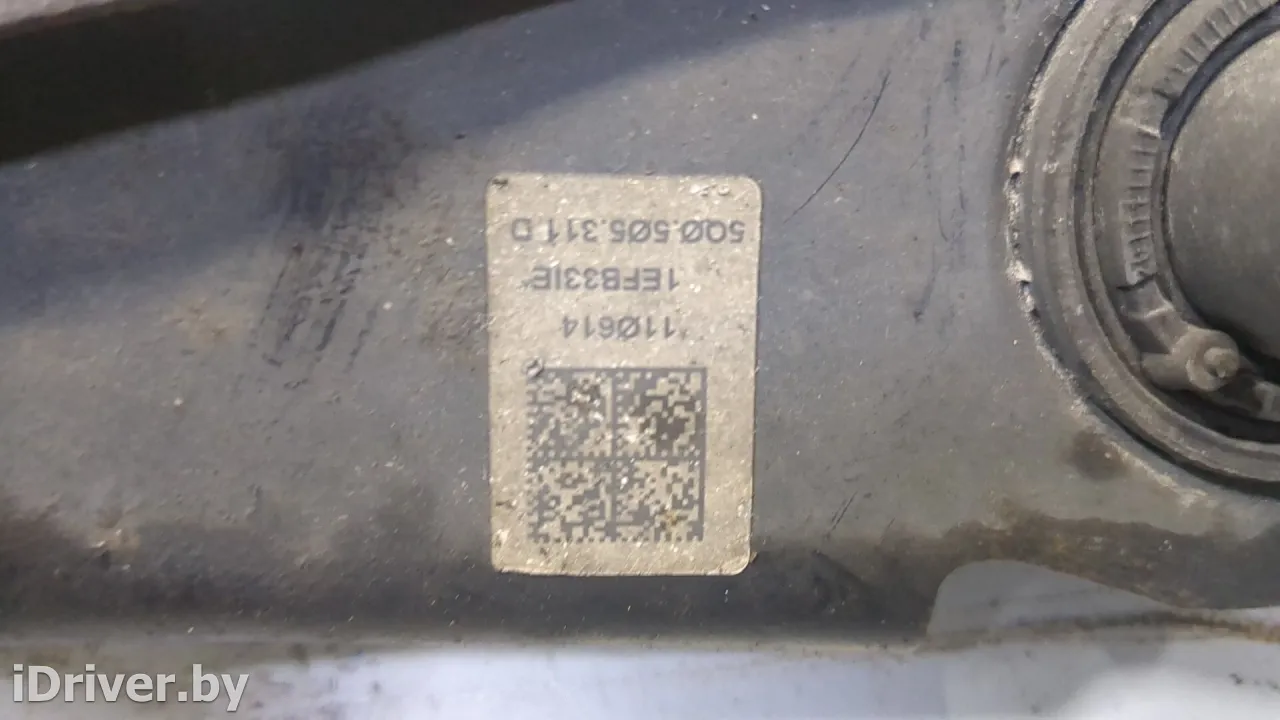 5Q0.505.311 D
1EFB33IE*
*110614
iDriver.by